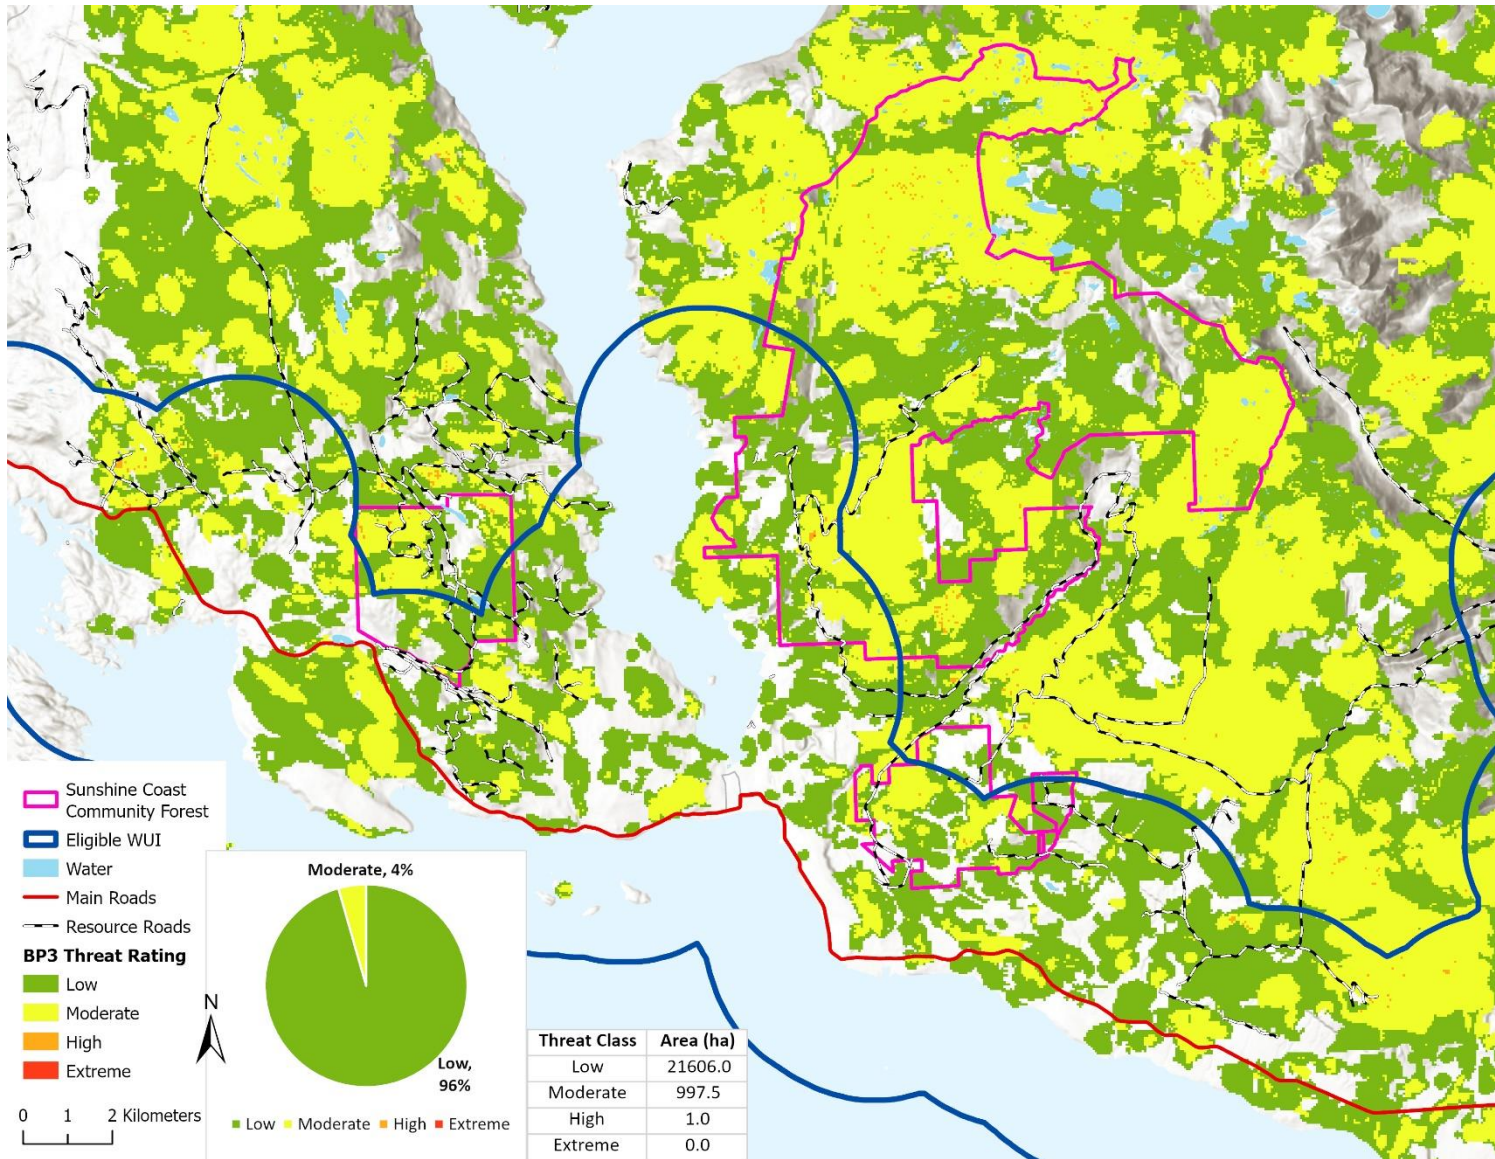 Sunshine Coast
Community Forest
Eligible WUI
Water
Main Roads
Resource Roads
BP3 Threat Rating
Low
Moderate
High
Extreme
N
0 1 2 Kilometers
Moderate, 4%
Low,
96%
Low Moderate High Extreme
Threat Class Area (ha)
Low 21606.0
Moderate 997.5
High 1.0
Extreme 0.0